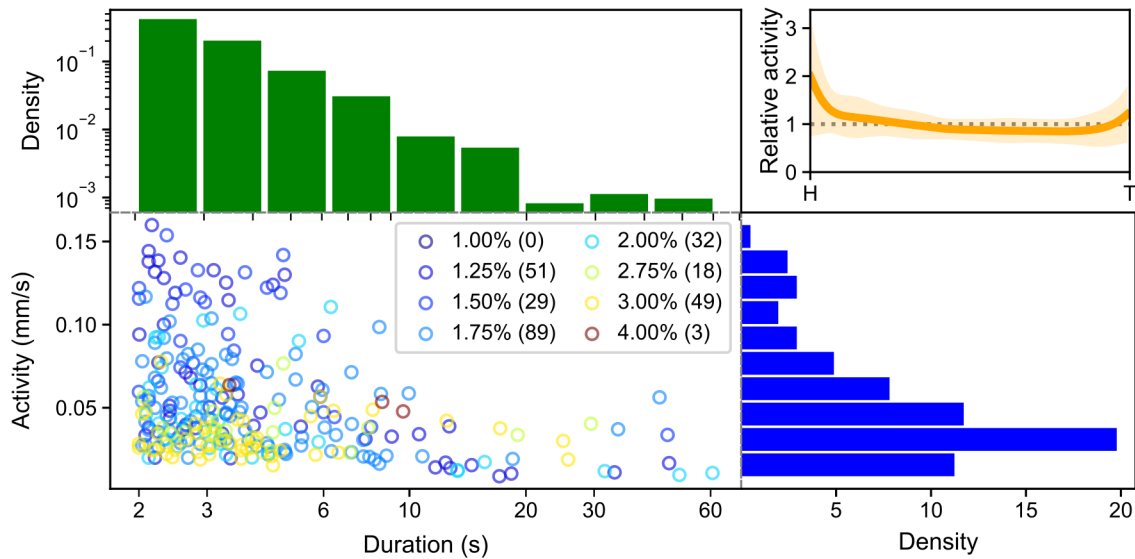 Density
10⁻¹
10⁻²
10⁻³
Relative activity
3
2
1
0
H
T
Activity (mm/s)
0.15
0.10
0.05
1.00% (0)
1.25% (51)
1.50% (29)
1.75% (89)
2.00% (32)
2.75% (18)
3.00% (49)
4.00% (3)
2 3 6 10 20 30 60
Duration (s)
5 10 15 20
Density